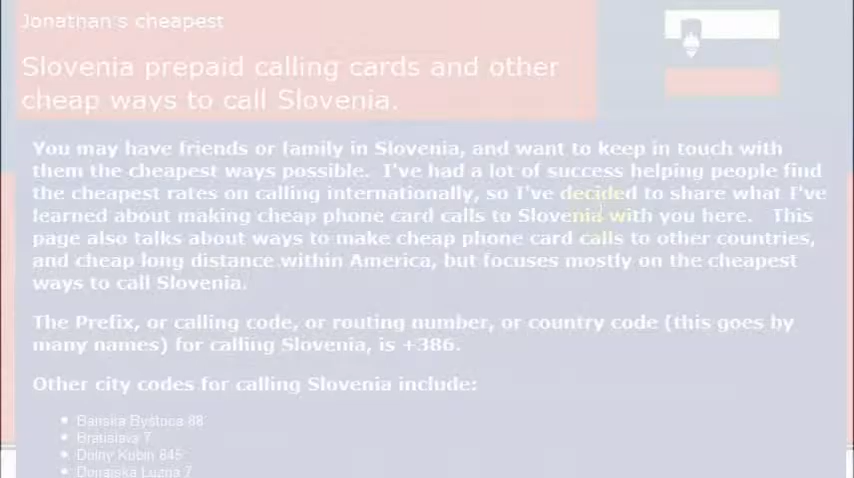 Jonathan's cheapest
Slovenia prepaid calling cards and other
cheap ways to call Slovenia.
You may have friends or family in Slovenia, and want to keep in touch with
them the cheapest ways possible. I've had a lot of success helping people find
the cheapest rates on calling internationally, so I've decided to share what I've
learned about making cheap phone card calls to Slovenia with you here. This
page also talks about ways to make cheap phone card calls to other countries,
and cheap long distance within America, but focuses mostly on the cheapest
ways to call Slovenia.
The Prefix, or calling code, or routing number, or country code (this goes by
many names) for calling Slovenia, is +386.
Other city codes for calling Slovenia include:
Banska Bystrica 88
Bratislava 7
Dolny Kubin 845
Dunajska Luzna 7